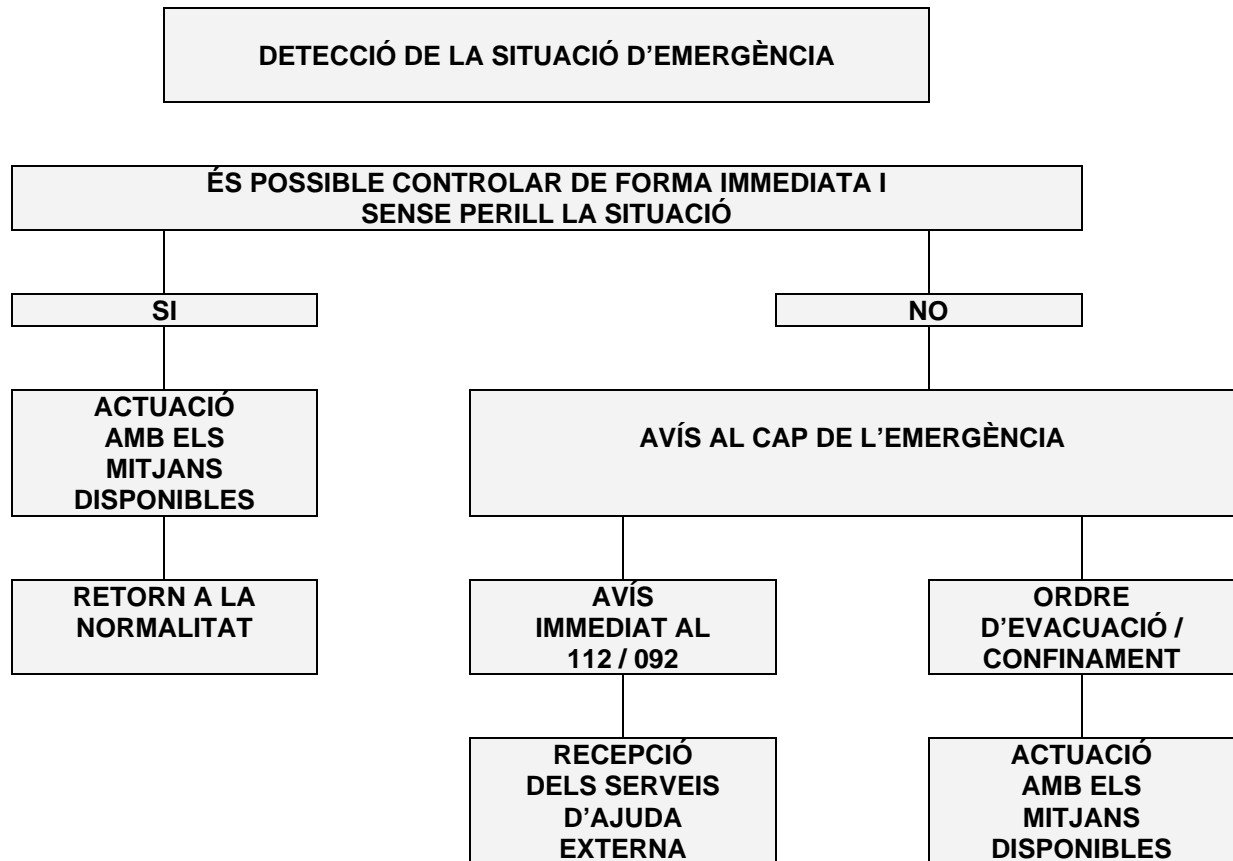 DETECCIÓ DE LA SITUACIÓ D’EMERGÈNCIA
ÉS POSSIBLE CONTROLAR DE FORMA IMMEDIATA I
SENSE PERILL LA SITUACIÓ
SI
NO
ACTUACIÓ
AMB ELS
MITJANS
DISPONIBLES
AVÍS AL CAP DE L’EMERGÈNCIA
RETORN A LA
NORMALITAT
AVÍS
IMMEDIAT AL
112 / 092
ORDRE
D’EVACUACIÓ /
CONFINAMENT
RECEPCIÓ
DELS SERVEIS
D’AJUDA
EXTERNA
ACTUACIÓ
AMB ELS
MITJANS
DISPONIBLES